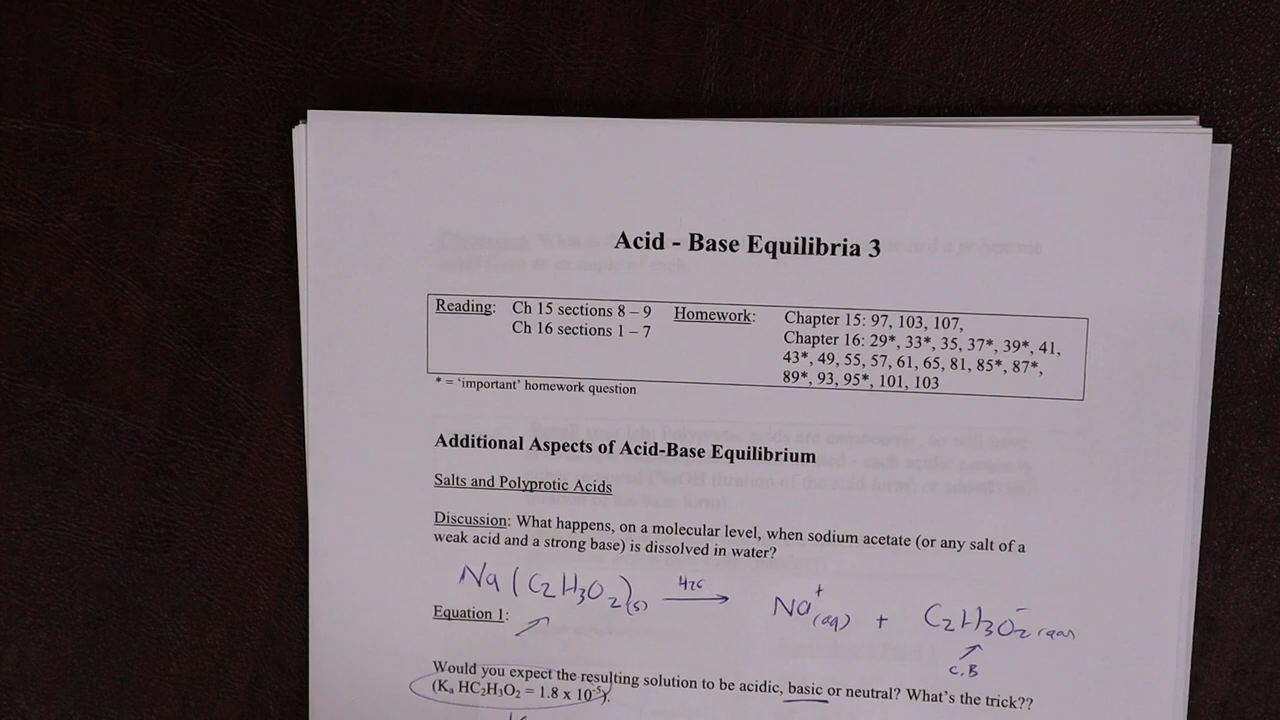 Acid - Base Equilibria 3
Reading: Ch 15 sections 8 – 9 Homework: Chapter 15: 97, 103, 107,
Ch 16 sections 1 – 7 Chapter 16: 29*, 33*, 35, 37*, 39*, 41,
43*, 49, 55, 57, 61, 65, 81, 85*, 87*,
89*, 93, 95*, 101, 103
* = 'important' homework question
Additional Aspects of Acid-Base Equilibrium
Salts and Polyprotic Acids
Discussion: What happens, on a molecular level, when sodium acetate (or any salt of a
weak acid and a strong base) is dissolved in water?
Na(C₂H₃O₂)(s) → Na⁺(aq) + C₂H₃O₂⁻(aq)
Equation 1:
C.B
Would you expect the resulting solution to be acidic, basic or neutral? What's the trick??
(Kₐ HC₂H₃O₂ = 1.8 x 10⁻⁵).